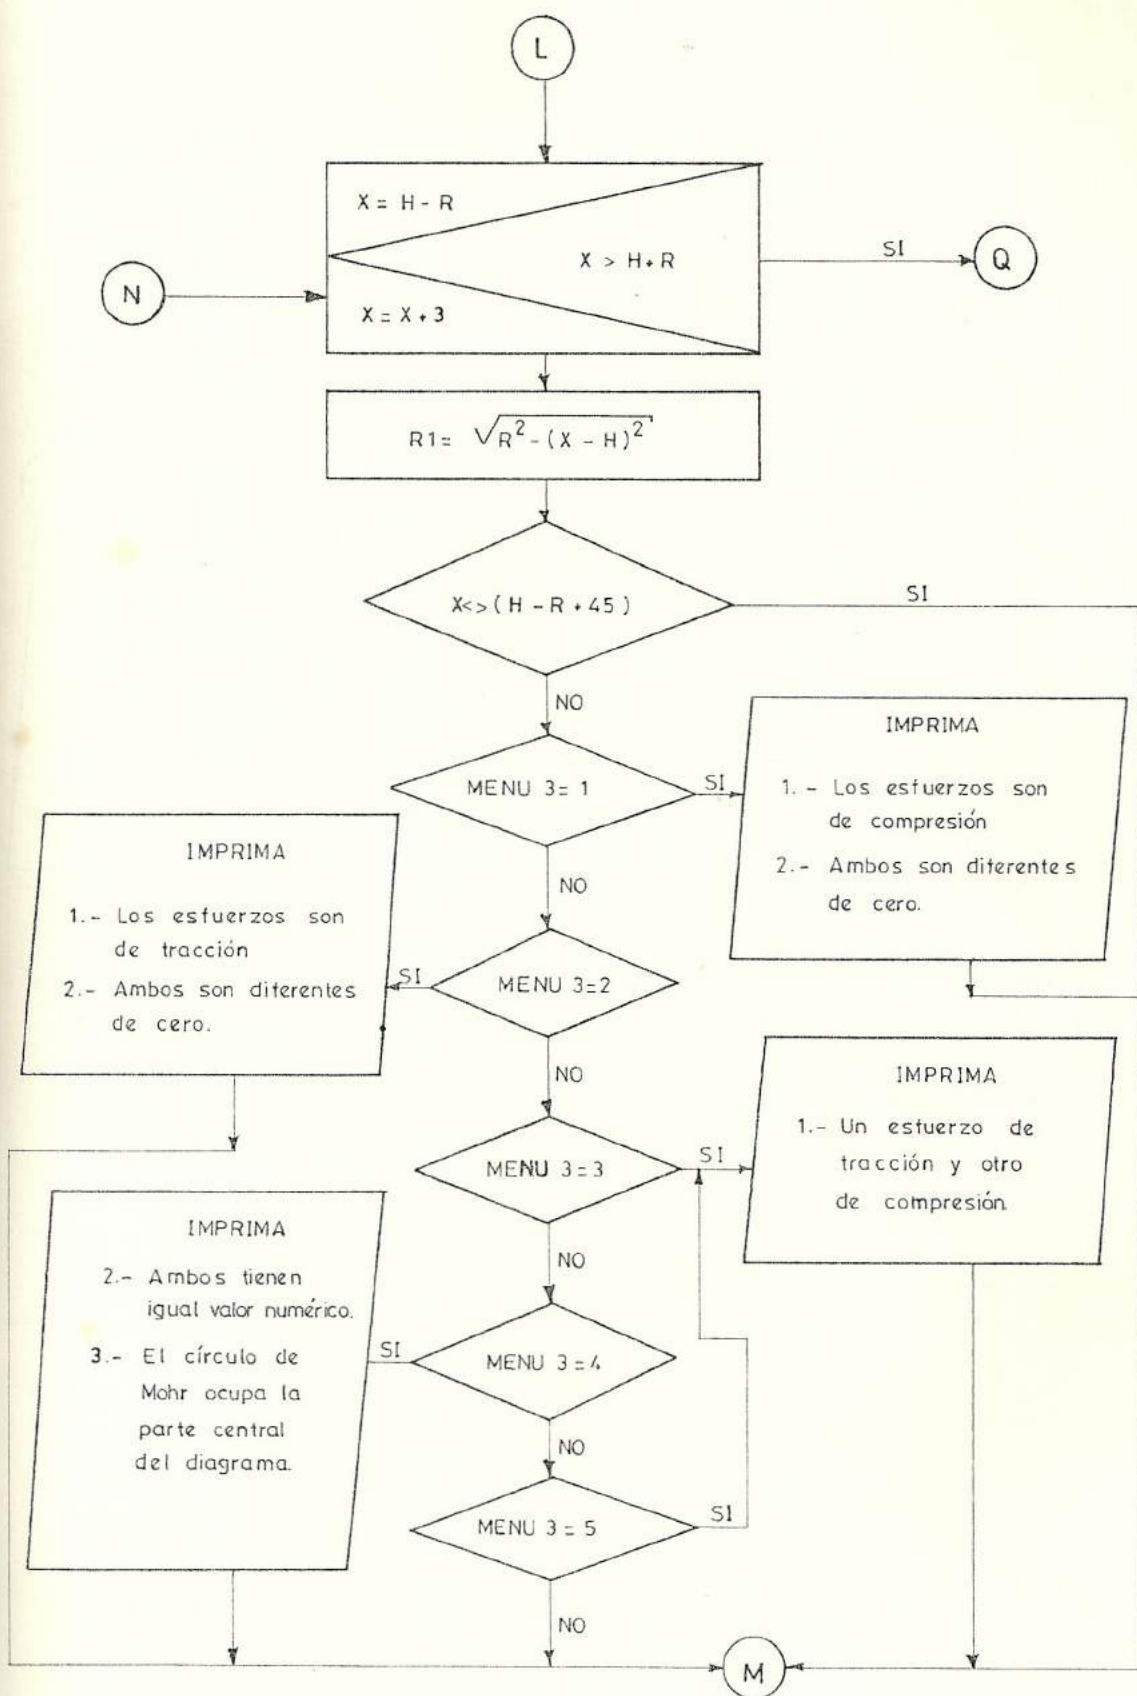 L
X = H - R
X > H + R
SI
Q
N
X = X + 3
R1 = √R² - (X - H)²
X<>(H - R + 45)
SI
NO
MENU 3 = 1
SI
IMPRIMA
1. - Los esfuerzos son
de compresión
2.- Ambos son diferentes
de cero.
NO
IMPRIMA
1.- Los esfuerzos son
de tracción
2.- Ambos son diferentes
de cero.
SI
MENU 3=2
NO
MENU 3 = 3
SI
IMPRIMA
1.- Un esfuerzo de
tracción y otro
de compresión.
NO
IMPRIMA
2.- Ambos tienen
igual valor numérico.
3.- El círculo de
Mohr ocupa la
parte central
del diagrama.
SI
MENU 3 = 4
NO
MENU 3 = 5
SI
NO
M